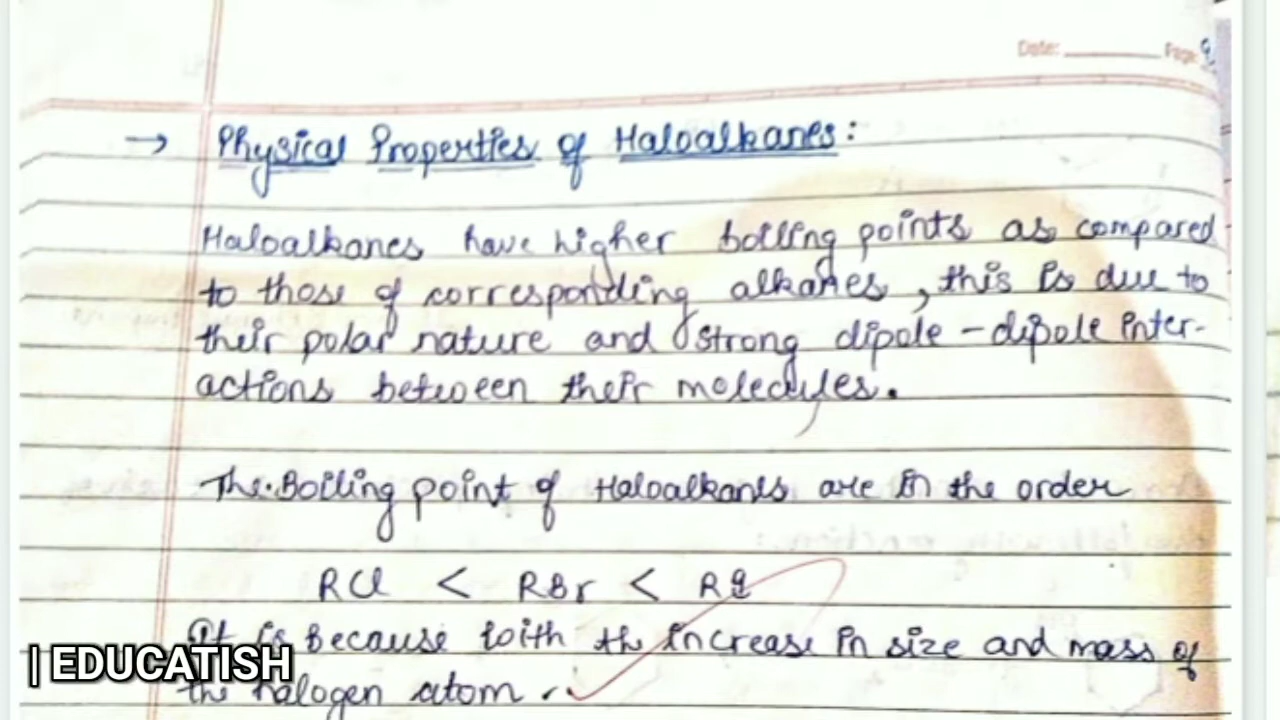 Date: Page
→ Physical Properties of Haloalkanes:
Haloalkanes have higher boiling points as compared
to those of corresponding alkanes, this is due to
their polar nature and strong dipole-dipole inter-
actions between their molecules.
The Boiling point of Haloalkanes are in the order
RCl < RBr < RI
It is because with the increase in size and mass of
the halogen atom.
| EDUCATISH